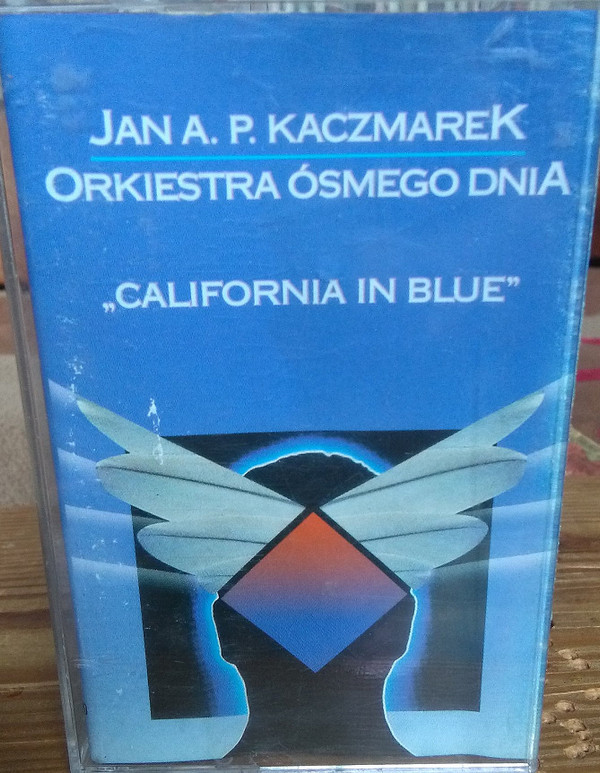 JAN A. P. KACZMAREK
ORKIESTRA ÓSMEGO DNIA
„CALIFORNIA IN BLUE”